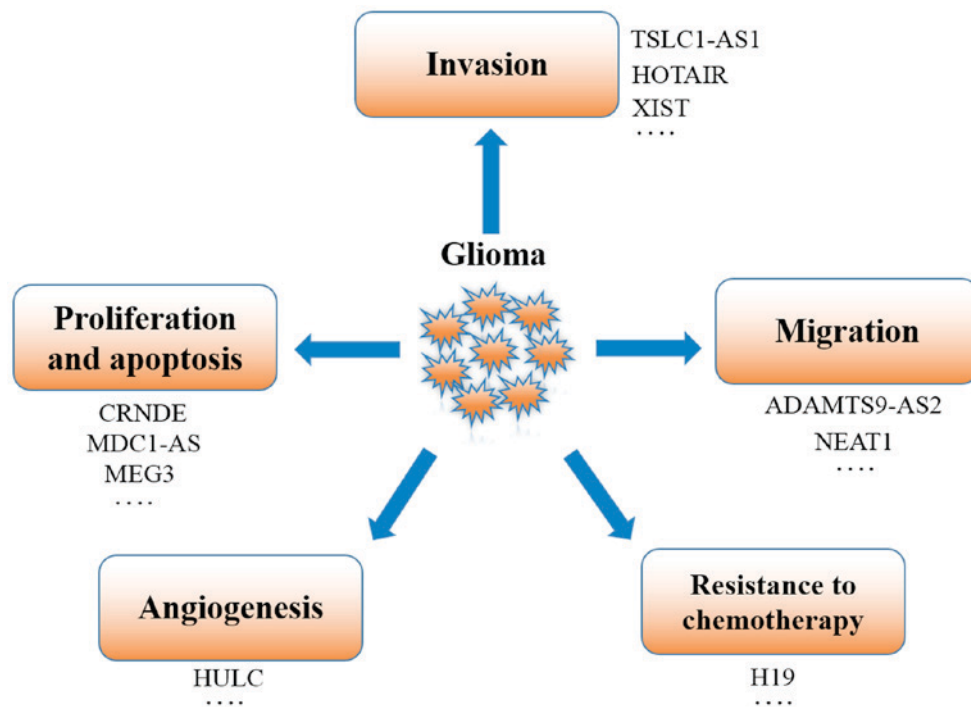 Invasion
TSLC1-AS1
HOTAIR
XIST
....
Glioma
Proliferation
and apoptosis
CRNDE
MDC1-AS
MEG3
....
Migration
ADAMTS9-AS2
NEAT1
....
Angiogenesis
HULC
....
Resistance to
chemotherapy
H19
....